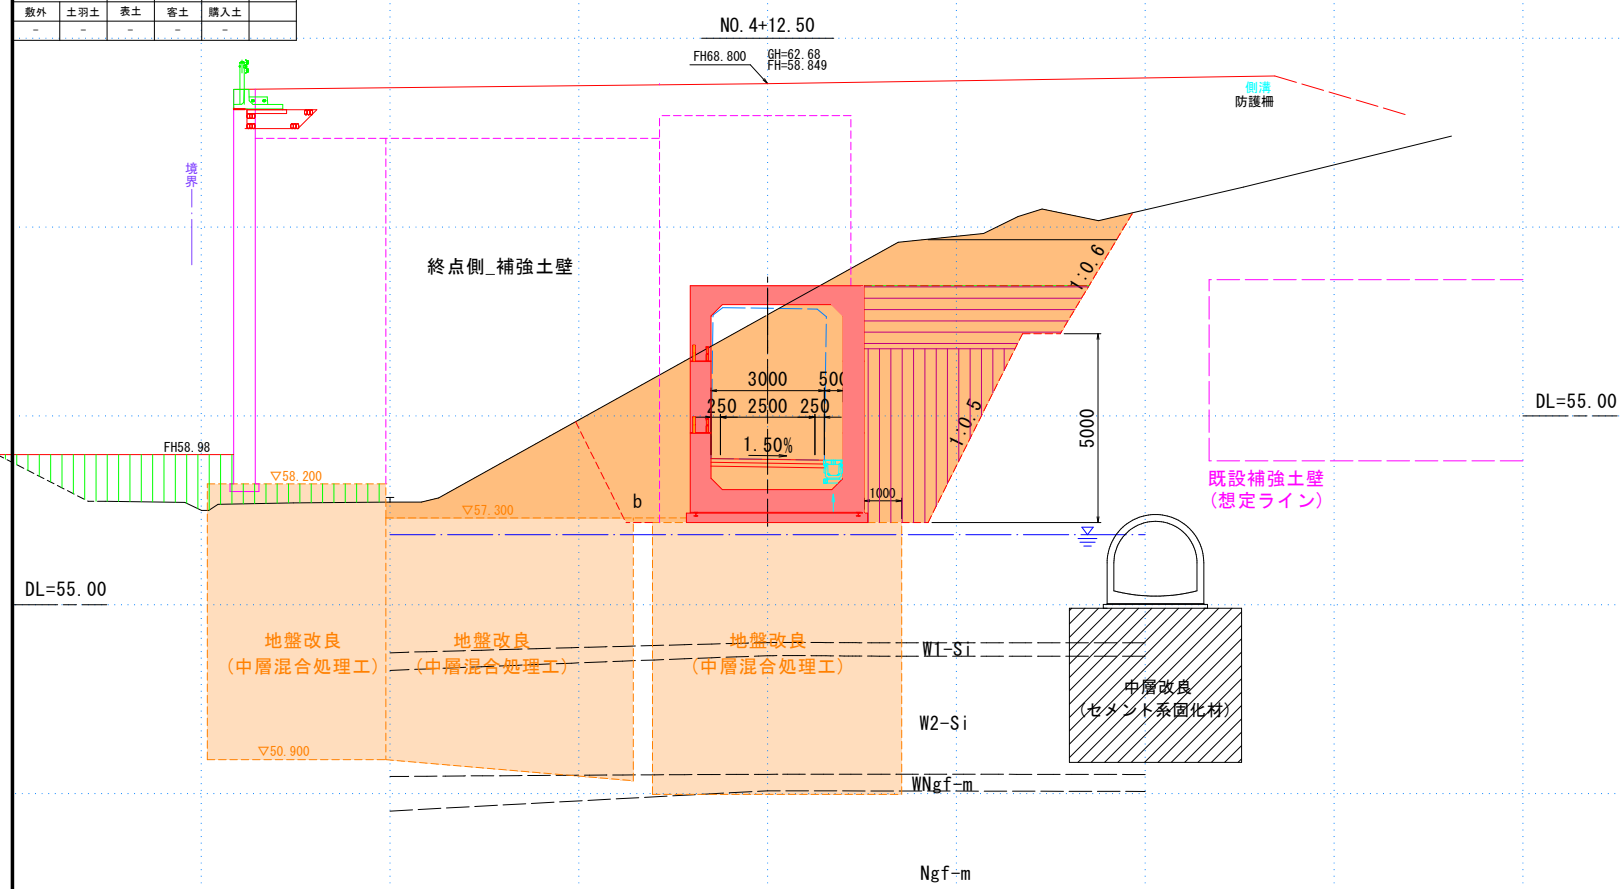 敷外 土羽土 表土 客土 購入土
- - - - -
NO.4+12.50
FH68.800
GH=62.68
FH=58.849
側溝
防護柵
境界
終点側_補強土壁
1:0.6
3000 500
250 2500 250
1.50%
1:0.5
5000
DL=55.00
FH58.98
▽58.200
既設補強土壁
(想定ライン)
1000
b
▽57.300
DL=55.00
地盤改良
(中層混合処理工)
地盤改良
(中層混合処理工)
地盤改良
(中層混合処理工)
W1-Si
中層改良
(セメント系固化材)
W2-Si
▽50.900
WNgf-m
Ngf-m